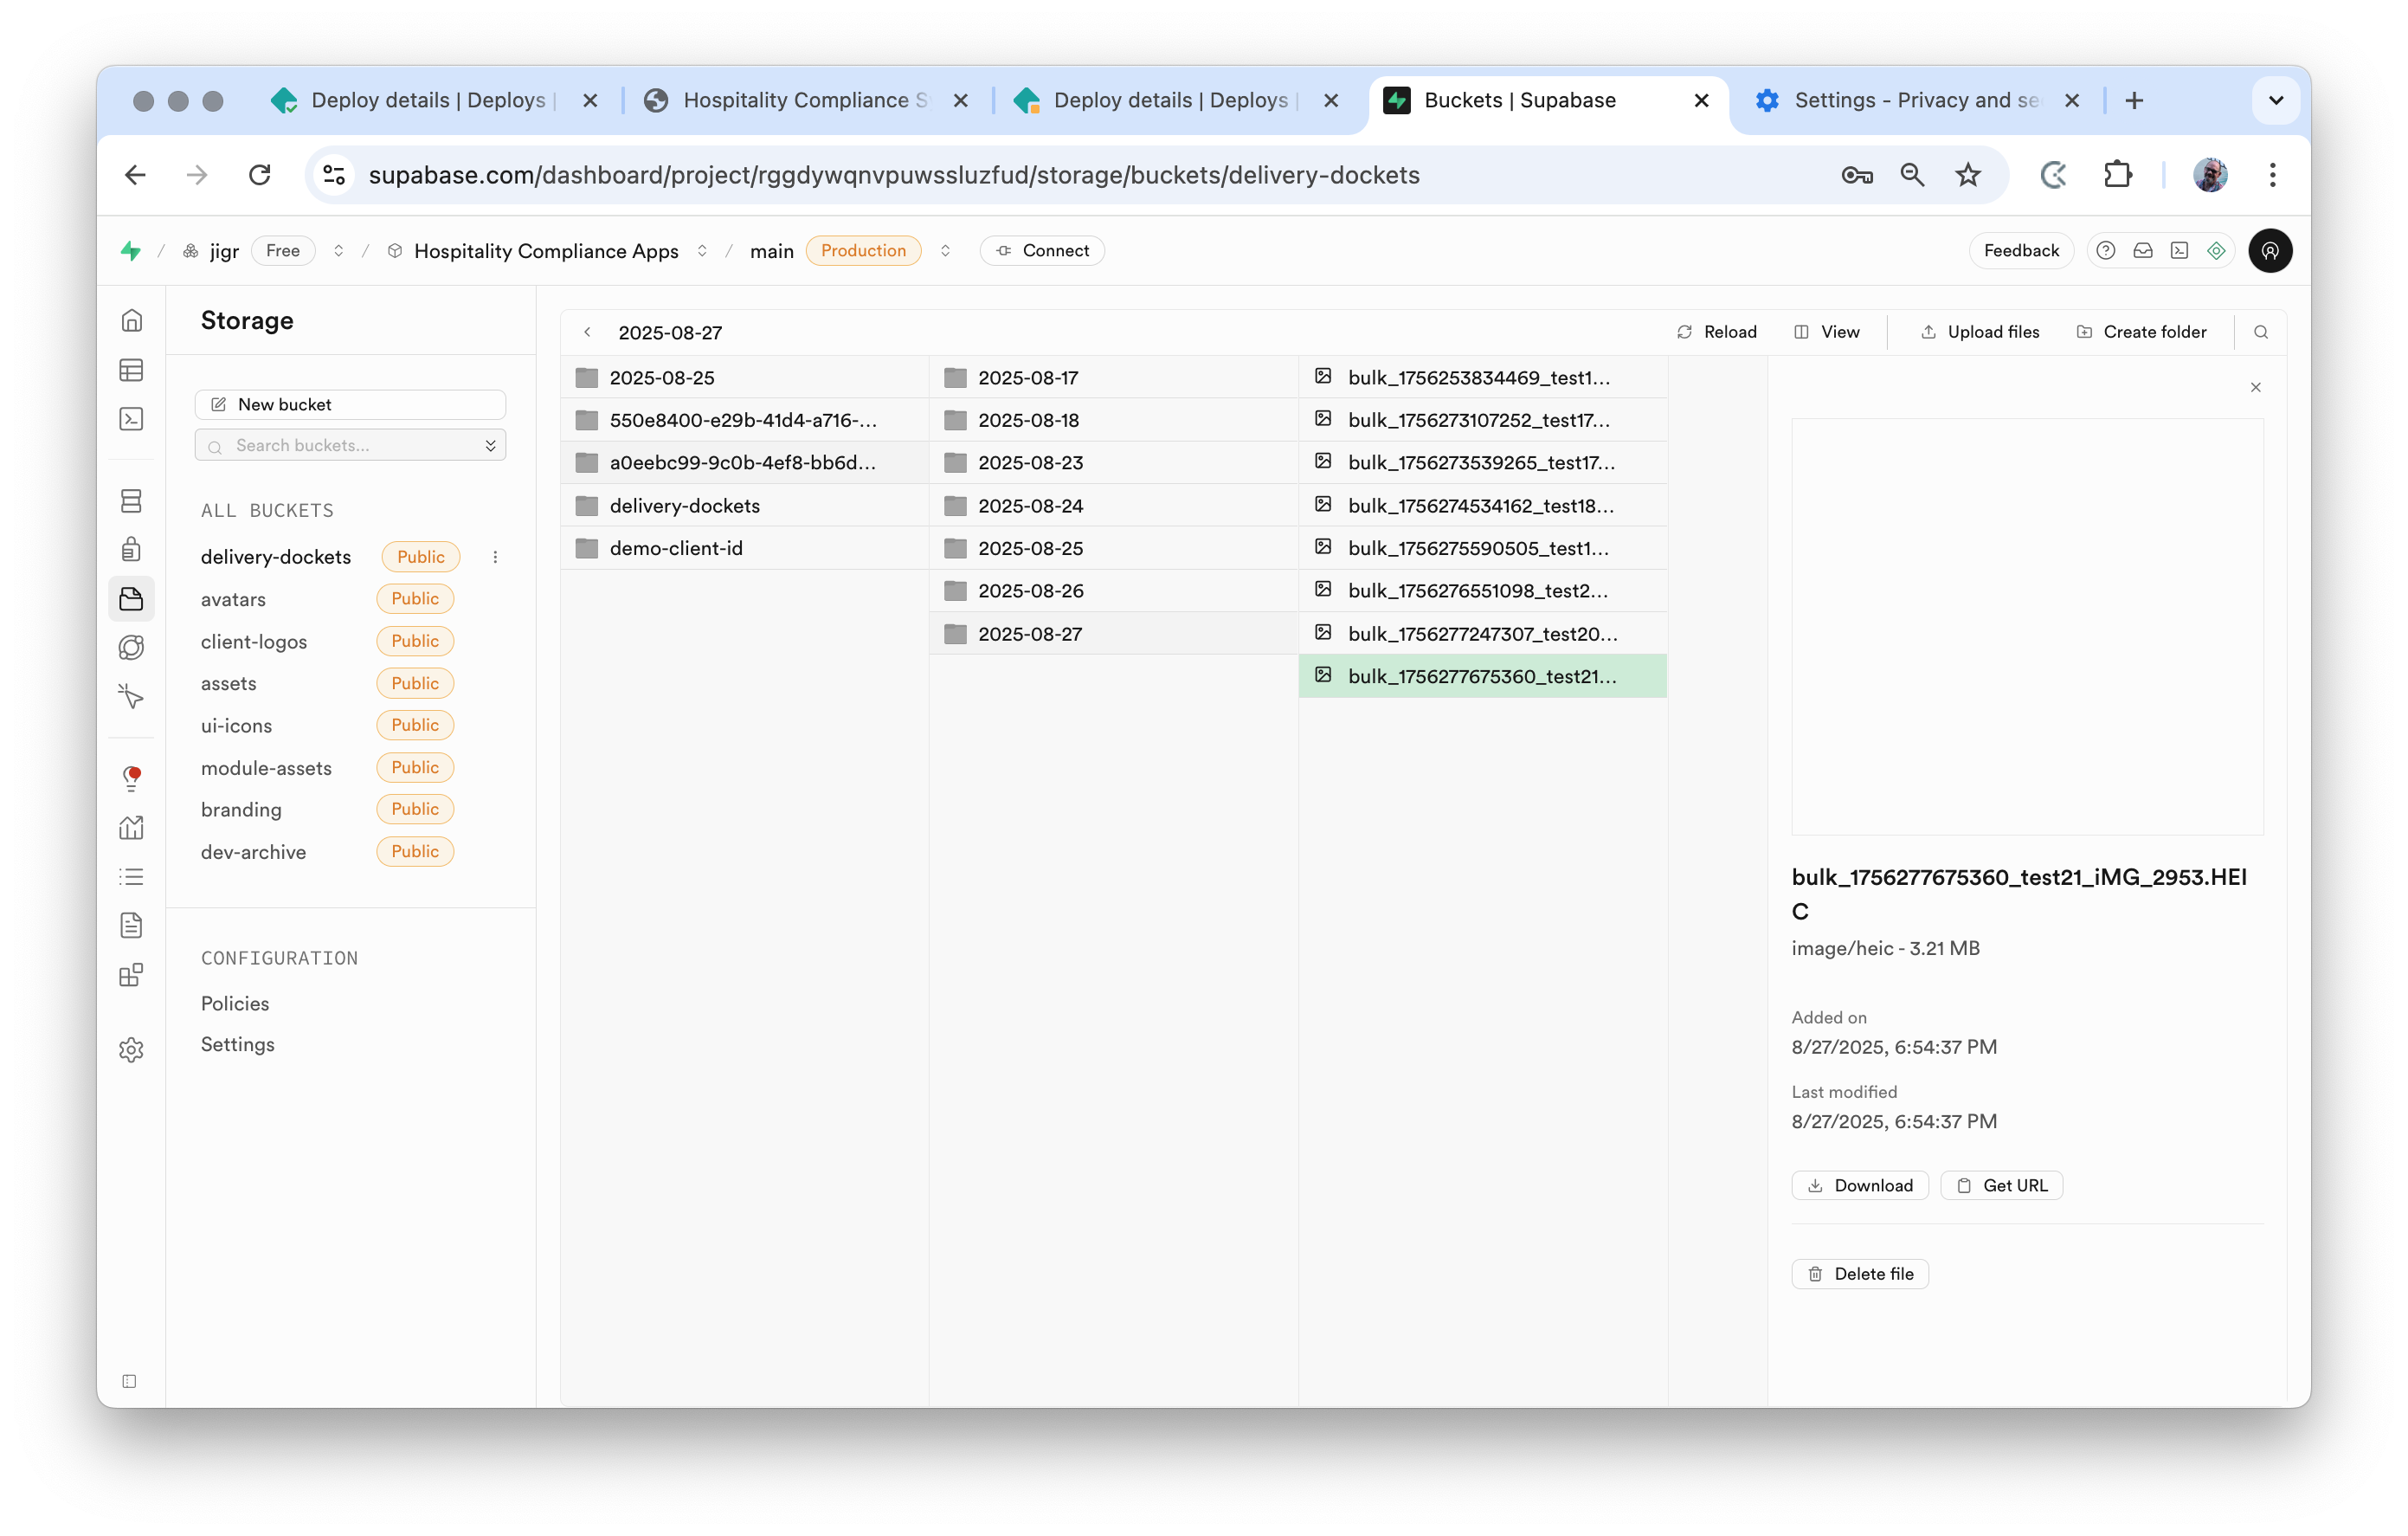 Deploy details | Deploys |
Hospitality Compliance S
Deploy details | Deploys |
Buckets | Supabase
Settings - Privacy and se
supabase.com/dashboard/project/rggdywqnvpuwssluzfud/storage/buckets/delivery-dockets
/ jigr Free / Hospitality Compliance Apps / main Production Connect
Feedback
Storage
New bucket
Search buckets...
ALL BUCKETS
delivery-dockets Public
avatars Public
client-logos Public
assets Public
ui-icons Public
module-assets Public
branding Public
dev-archive Public
CONFIGURATION
Policies
Settings
2025-08-27
Reload
View
Upload files
Create folder
2025-08-25
550e8400-e29b-41d4-a716-...
a0eebc99-9c0b-4ef8-bb6d...
delivery-dockets
demo-client-id
2025-08-17
2025-08-18
2025-08-23
2025-08-24
2025-08-25
2025-08-26
2025-08-27
bulk_1756253834469_test1...
bulk_1756273107252_test17...
bulk_1756273539265_test17...
bulk_1756274534162_test18...
bulk_1756275590505_test1...
bulk_1756276551098_test2...
bulk_1756277247307_test20...
bulk_1756277675360_test21...
bulk_1756277675360_test21_iMG_2953.HEI
C
image/heic - 3.21 MB
Added on
8/27/2025, 6:54:37 PM
Last modified
8/27/2025, 6:54:37 PM
Download
Get URL
Delete file